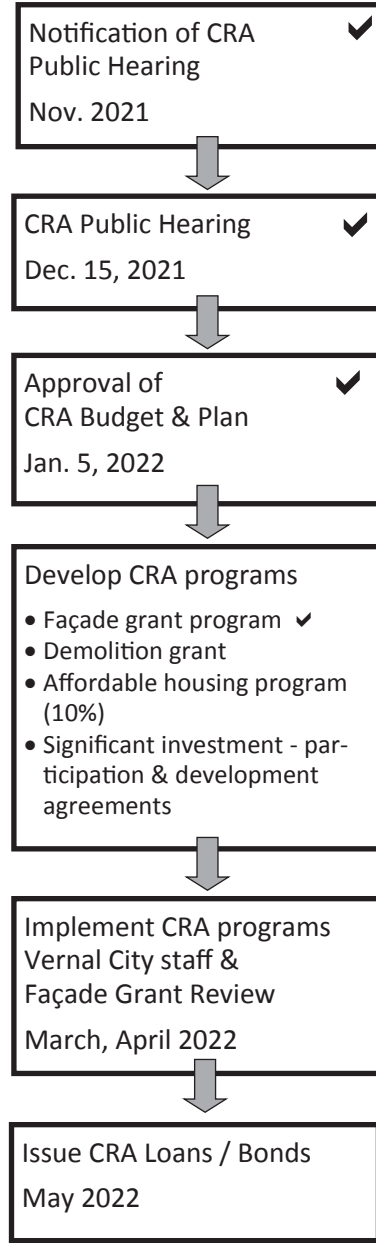 Notification of CRA ✔
Public Hearing
Nov. 2021
CRA Public Hearing ✔
Dec. 15, 2021
Approval of ✔
CRA Budget & Plan
Jan. 5, 2022
Develop CRA programs
• Façade grant program ✔
• Demolition grant
• Affordable housing program
(10%)
• Significant investment - par-
ticipation & development
agreements
Implement CRA programs
Vernal City staff &
Façade Grant Review
March, April 2022
Issue CRA Loans / Bonds
May 2022